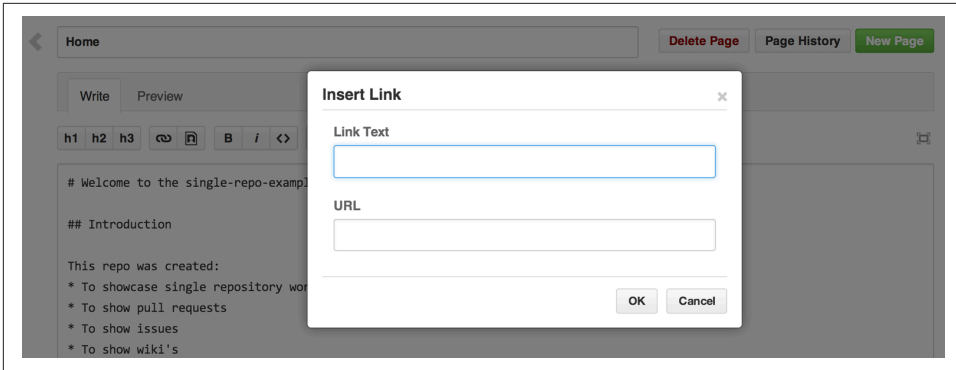 Home
Delete Page
Page History
New Page
Write
Preview
Insert Link
×
Link Text
h1 h2 h3
B i <>
# Welcome to the single-repo-exampl
URL
## Introduction
This repo was created:
* To showcase single repository wor
OK
Cancel
* To show pull requests
* To show issues
* To show wiki's